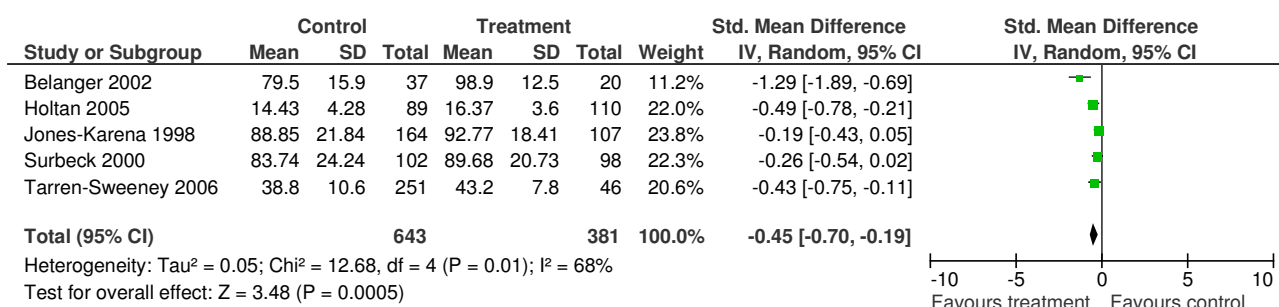 Control Treatment Std. Mean Difference Std. Mean Difference
Study or Subgroup Mean SD Total Mean SD Total Weight IV, Random, 95% CI IV, Random, 95% CI
Belanger 2002 79.5 15.9 37 98.9 12.5 20 11.2% -1.29 [-1.89, -0.69]
Holtan 2005 14.43 4.28 89 16.37 3.6 110 22.0% -0.49 [-0.78, -0.21]
Jones-Karena 1998 88.85 21.84 164 92.77 18.41 107 23.8% -0.19 [-0.43, 0.05]
Surbeck 2000 83.74 24.24 102 89.68 20.73 98 22.3% -0.26 [-0.54, 0.02]
Tarren-Sweeney 2006 38.8 10.6 251 43.2 7.8 46 20.6% -0.43 [-0.75, -0.11]
Total (95% CI) 643 381 100.0% -0.45 [-0.70, -0.19]
Heterogeneity: Tau² = 0.05; Chi² = 12.68, df = 4 (P = 0.01); I² = 68%
Test for overall effect: Z = 3.48 (P = 0.0005)
-10 -5 0 5 10
Favours treatment Favours control